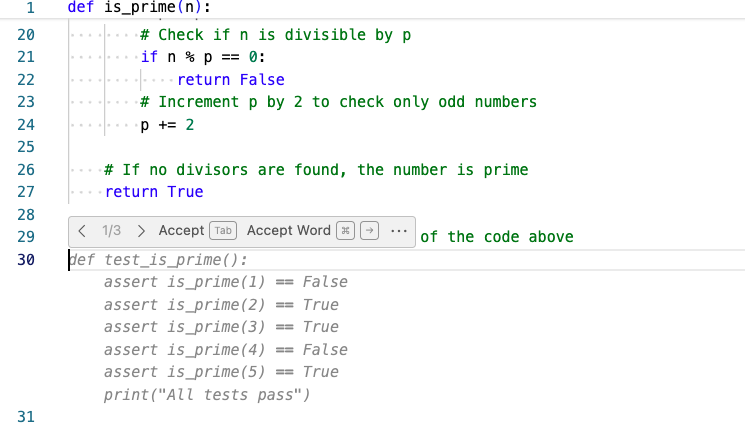 1 def is_prime(n):
20 # Check if n is divisible by p
21 if n % p == 0:
22 return False
23 # Increment p by 2 to check only odd numbers
24 p += 2
25
26 # If no divisors are found, the number is prime
27 return True
28
< 1/3 > Accept Tab Accept Word ⌘ → ···
29 of the code above
30 def test_is_prime():
assert is_prime(1) == False
assert is_prime(2) == True
assert is_prime(3) == True
assert is_prime(4) == False
assert is_prime(5) == True
print("All tests pass")
31